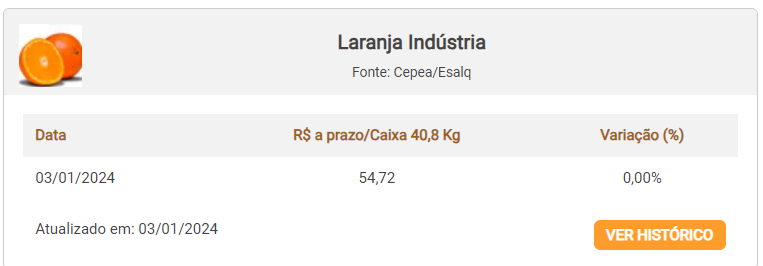 Laranja Indústria
Fonte: Cepea/Esalq
Data R$ a prazo/Caixa 40,8 Kg Variação (%)
03/01/2024 54,72 0,00%
Atualizado em: 03/01/2024
VER HISTÓRICO